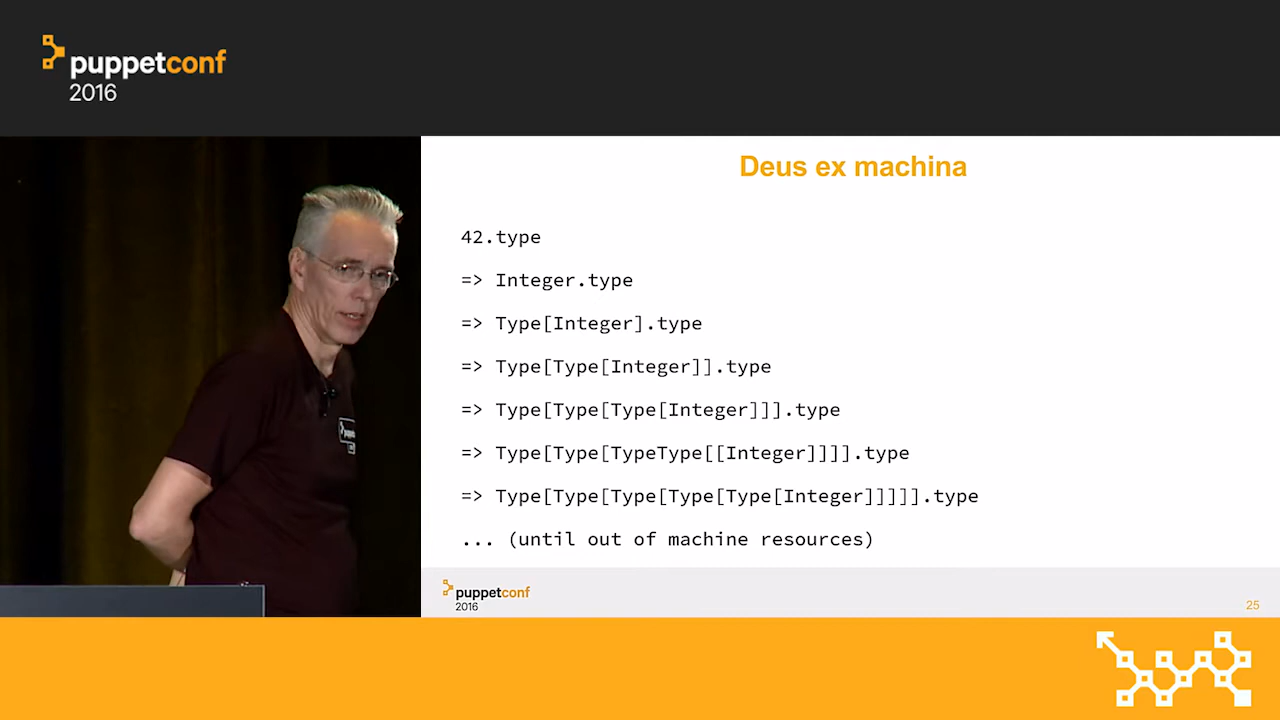 puppetconf
2016
Deus ex machina
42.type
=> Integer.type
=> Type[Integer].type
=> Type[Type[Integer]].type
=> Type[Type[Type[Integer]]].type
=> Type[Type[TypeType[[Integer]]]].type
=> Type[Type[Type[Type[Type[Integer]]]]].type
... (until out of machine resources)
puppetconf
2016
25